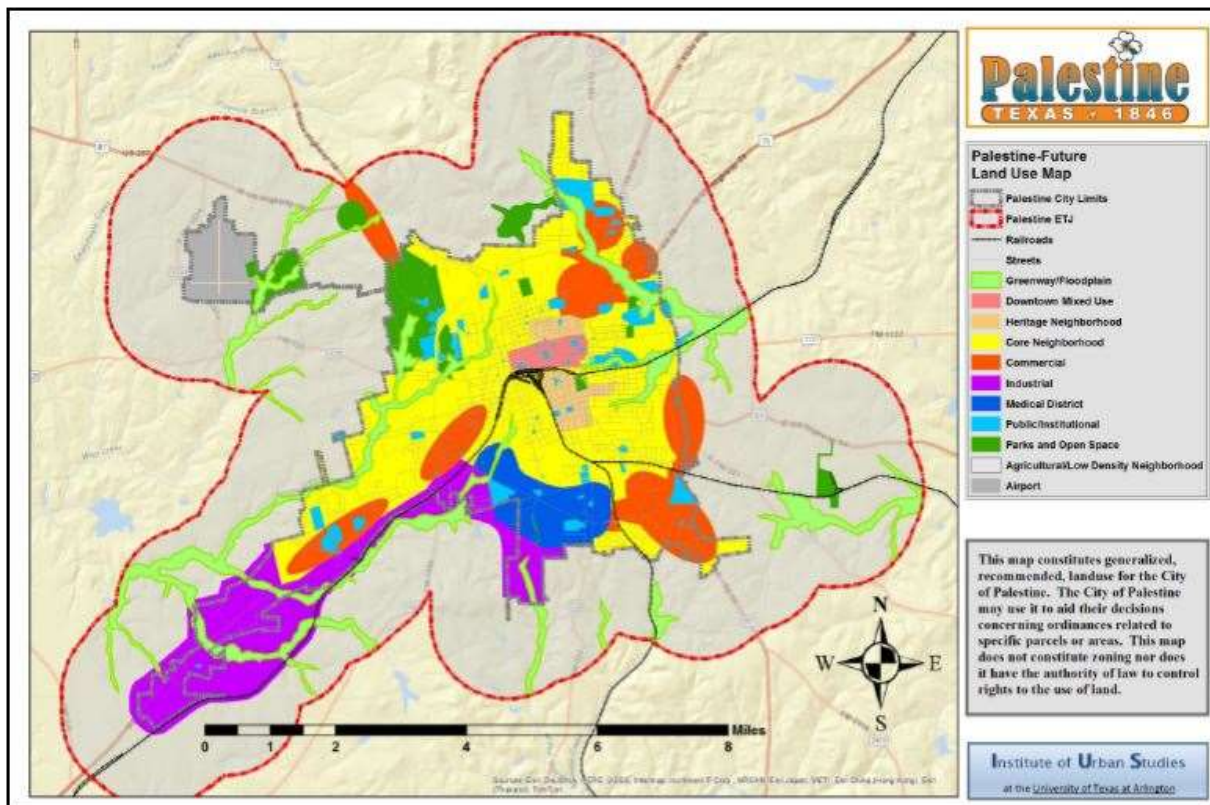 Palestine
TEXAS 1846
Palestine-Future
Land Use Map
Palestine City Limits
Palestine ETJ
Railroads
Streets
Greenway/Floodplain
Downtown Mixed Use
Heritage Neighborhood
Core Neighborhood
Commercial
Industrial
Medical District
Public/Institutional
Parks and Open Space
Agricultural/Low Density Neighborhood
Airport
This map constitutes generalized,
recommended, landuse for the City
of Palestine. The City of Palestine
may use it to aid their decisions
concerning ordinances related to
specific parcels or areas. This map
does not constitute zoning nor does
it have the authority of law to control
rights to the use of land.
N
W
E
S
Miles
0 1 2 4 6 8
Institute of Urban Studies
at the University of Texas at Arlington